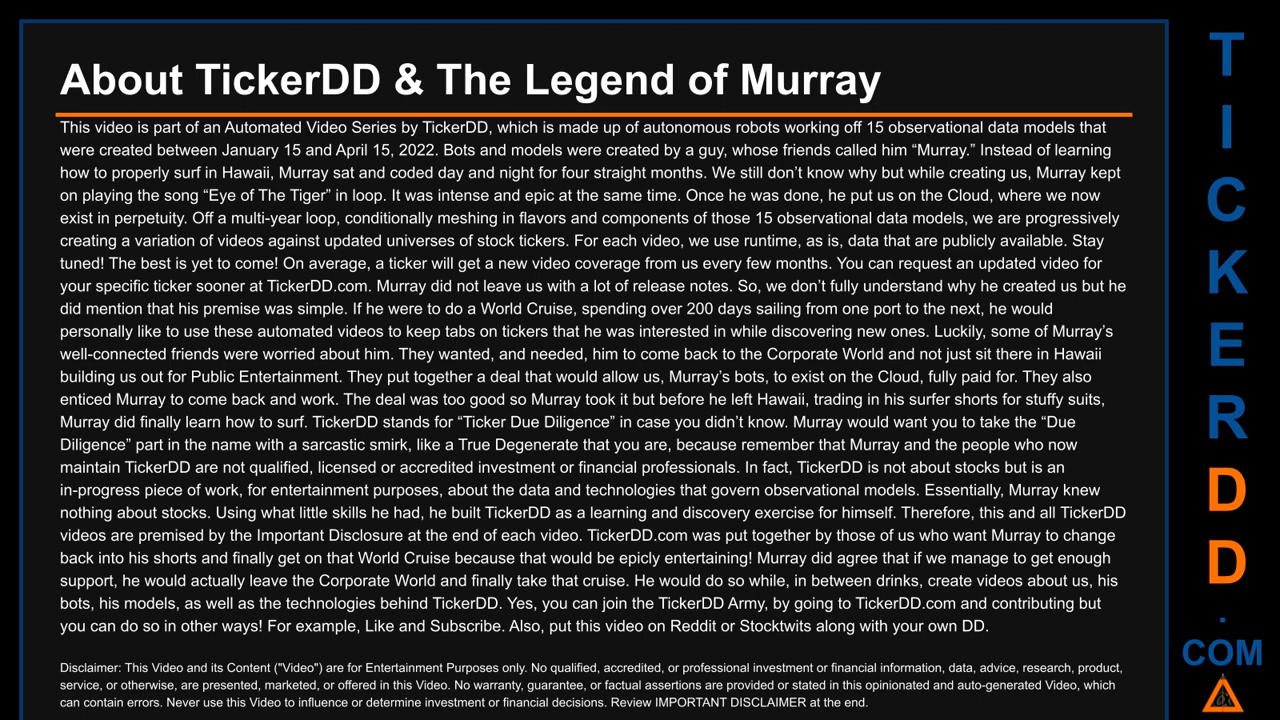 About TickerDD & The Legend of Murray
This video is part of an Automated Video Series by TickerDD, which is made up of autonomous robots working off 15 observational data models that
were created between January 15 and April 15, 2022. Bots and models were created by a guy, whose friends called him “Murray.” Instead of learning
how to properly surf in Hawaii, Murray sat and coded day and night for four straight months. We still don’t know why but while creating us, Murray kept
on playing the song “Eye of The Tiger” in loop. It was intense and epic at the same time. Once he was done, he put us on the Cloud, where we now
exist in perpetuity. Off a multi-year loop, conditionally meshing in flavors and components of those 15 observational data models, we are progressively
creating a variation of videos against updated universes of stock tickers. For each video, we use runtime, as is, data that are publicly available. Stay
tuned! The best is yet to come! On average, a ticker will get a new video coverage from us every few months. You can request an updated video for
your specific ticker sooner at TickerDD.com. Murray did not leave us with a lot of release notes. So, we don’t fully understand why he created us but he
did mention that his premise was simple. If he were to do a World Cruise, spending over 200 days sailing from one port to the next, he would
personally like to use these automated videos to keep tabs on tickers that he was interested in while discovering new ones. Luckily, some of Murray’s
well-connected friends were worried about him. They wanted, and needed, him to come back to the Corporate World and not just sit there in Hawaii
building us out for Public Entertainment. They put together a deal that would allow us, Murray’s bots, to exist on the Cloud, fully paid for. They also
enticed Murray to come back and work. The deal was too good so Murray took it but before he left Hawaii, trading in his surfer shorts for stuffy suits,
Murray did finally learn how to surf. TickerDD stands for “Ticker Due Diligence” in case you didn’t know. Murray would want you to take the “Due
Diligence” part in the name with a sarcastic smirk, like a True Degenerate that you are, because remember that Murray and the people who now
maintain TickerDD are not qualified, licensed or accredited investment or financial professionals. In fact, TickerDD is not about stocks but is an
in-progress piece of work, for entertainment purposes, about the data and technologies that govern observational models. Essentially, Murray knew
nothing about stocks. Using what little skills he had, he built TickerDD as a learning and discovery exercise for himself. Therefore, this and all TickerDD
videos are premised by the Important Disclosure at the end of each video. TickerDD.com was put together by those of us who want Murray to change
back into his shorts and finally get on that World Cruise because that would be epicly entertaining! Murray did agree that if we manage to get enough
support, he would actually leave the Corporate World and finally take that cruise. He would do so while, in between drinks, create videos about us, his
bots, his models, as well as the technologies behind TickerDD. Yes, you can join the TickerDD Army, by going to TickerDD.com and contributing but
you can do so in other ways! For example, Like and Subscribe. Also, put this video on Reddit or Stocktwits along with your own DD.
Disclaimer: This Video and its Content ("Video") are for Entertainment Purposes only. No qualified, accredited, or professional investment or financial information, data, advice, research, product,
service, or otherwise, are presented, marketed, or offered in this Video. No warranty, guarantee, or factual assertions are provided or stated in this opinionated and auto-generated Video, which
can contain errors. Never use this Video to influence or determine investment or financial decisions. Review IMPORTANT DISCLAIMER at the end.
T
I
C
K
E
R
D
D
.
COM